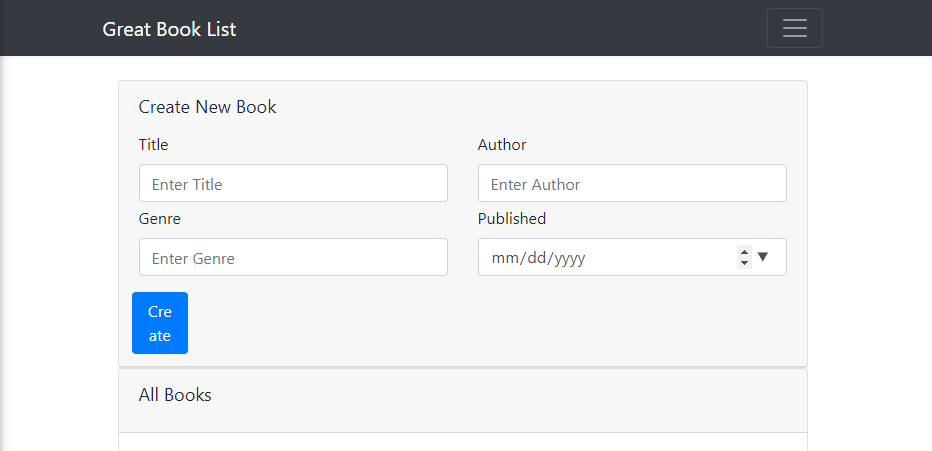 Great Book List
Create New Book
Title
Author
Enter Title
Enter Author
Genre
Published
Enter Genre
mm/dd/yyyy
Cre
ate
All Books